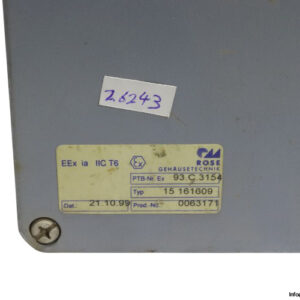 26243
EEx ia IIC T6
ROSE
GEHÄUSETECHNIK
PTB-Nr. Ex 93 C 3154
Typ 15 161609
Dat.: 21.10.99 Prod.-No. 0063171